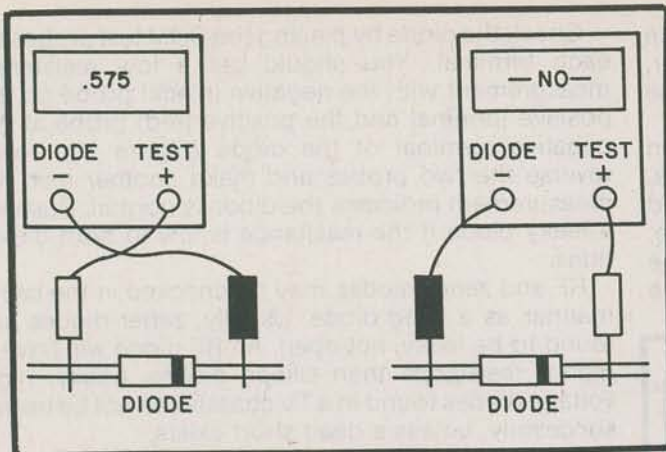 .575
DIODE TEST
– +
DIODE
— NO —
DIODE TEST
– +
DIODE